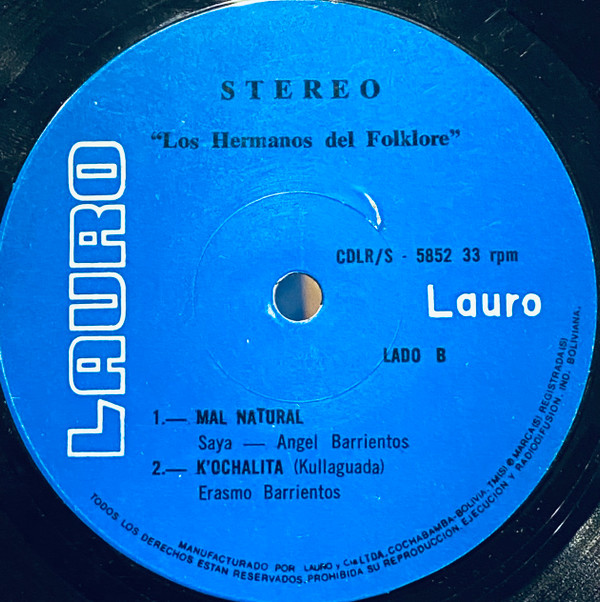 STEREO
"Los Hermanos del Folklore"
LAURO
CDLR/S - 5852 33 rpm
Lauro
LADO B
1.— MAL NATURAL
Saya — Angel Barrientos
2.— K'OCHALITA (Kullaguada)
Erasmo Barrientos
MANUFACTURADO POR LAURO y Cia LTDA. COCHABAMBA-BOLIVIA. TM(S) ® MARCA(S) REGISTRADA(S)
TODOS LOS DERECHOS ESTAN RESERVADOS. PROHIBIDA SU REPRODUCCION, EJECUCION Y RADIODIFUSION. IND. BOLIVIANA.